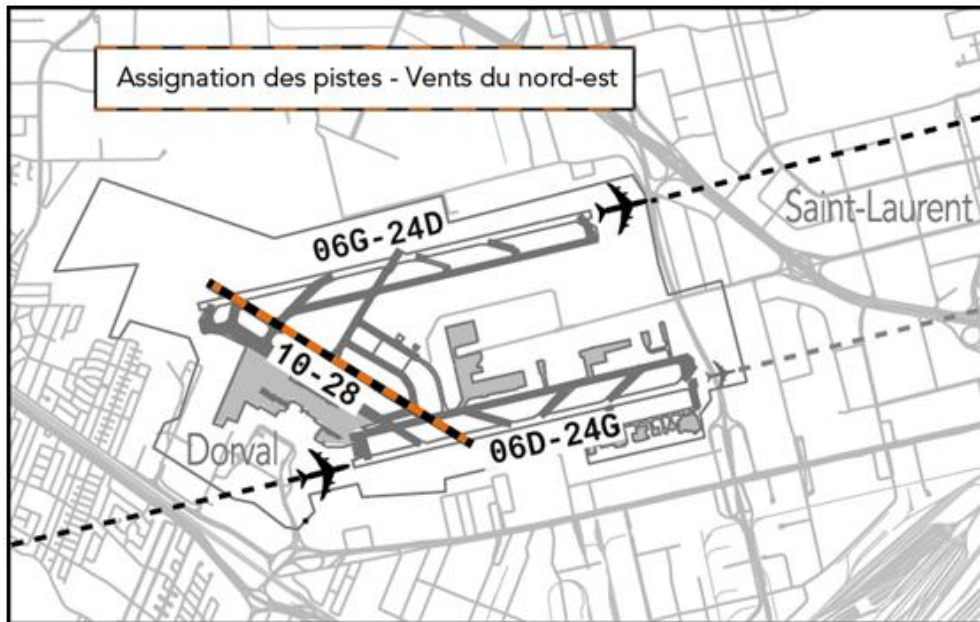 Assignation des pistes - Vents du nord-est
06G-24D
Saint-Laurent
10-28
06D-24G
Dorval